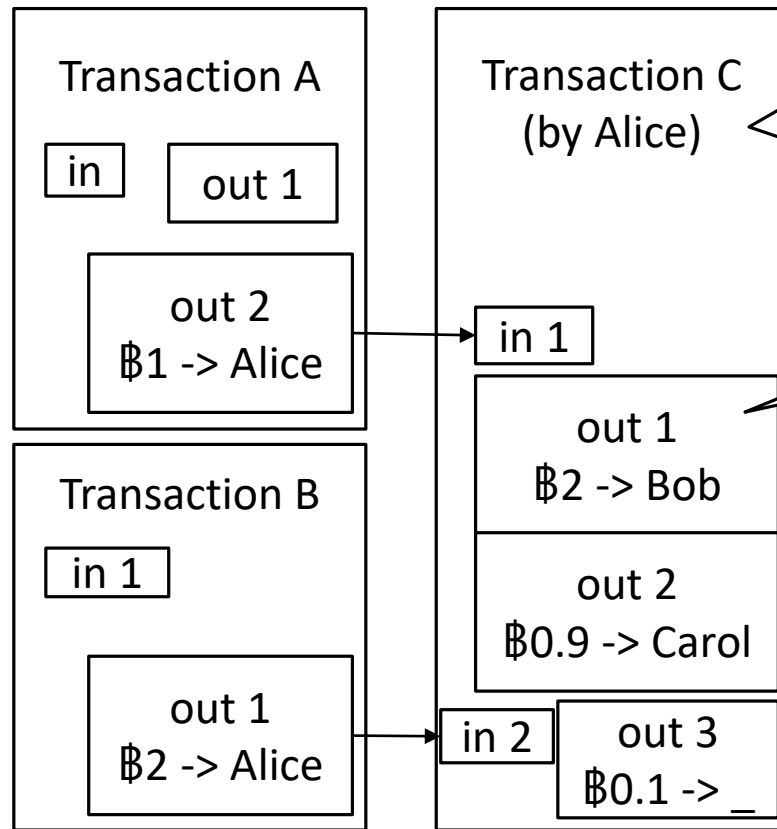 Transaction A
in
out 1
out 2
฿1 -> Alice
Transaction B
in 1
out 1
฿2 -> Alice
Transaction C
(by Alice)
in 1
out 1
฿2 -> Bob
out 2
฿0.9 -> Carol
in 2
out 3
฿0.1 -> _